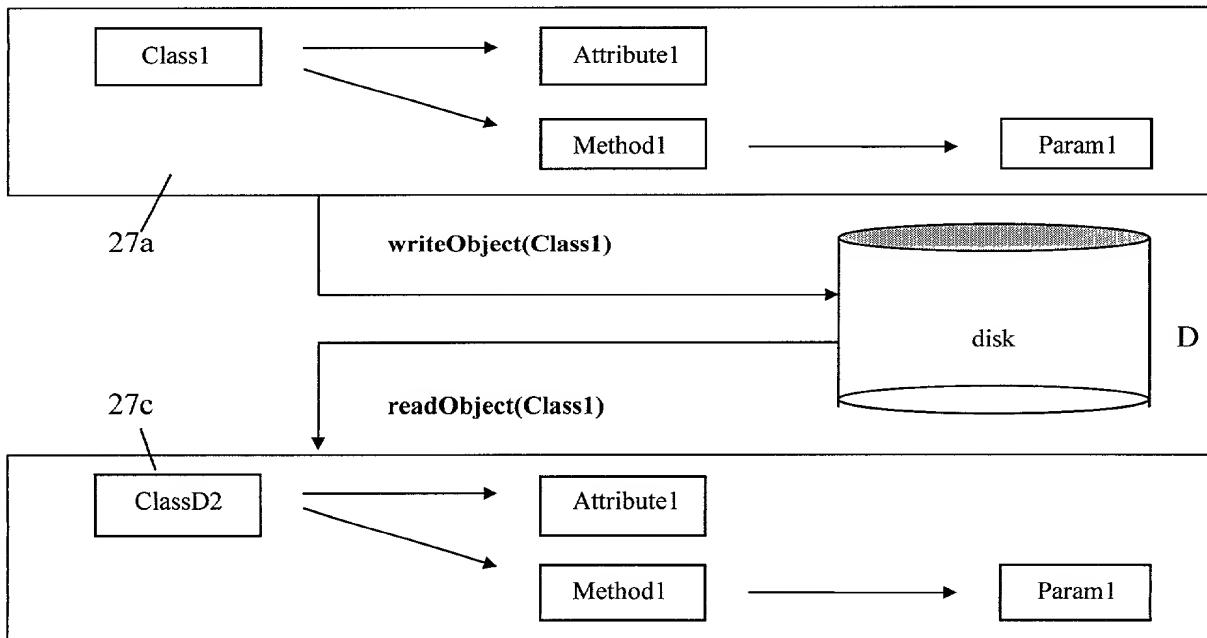 Class1
Attribute1
Method1
Param1
27a
writeObject(Class1)
disk
D
readObject(Class1)
27c
ClassD2
Attribute1
Method1
Param1